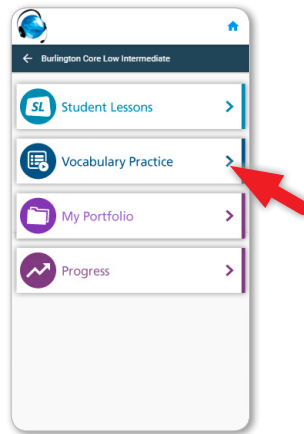 Burlington Core Low Intermediate
SL Student Lessons
Vocabulary Practice
My Portfolio
Progress